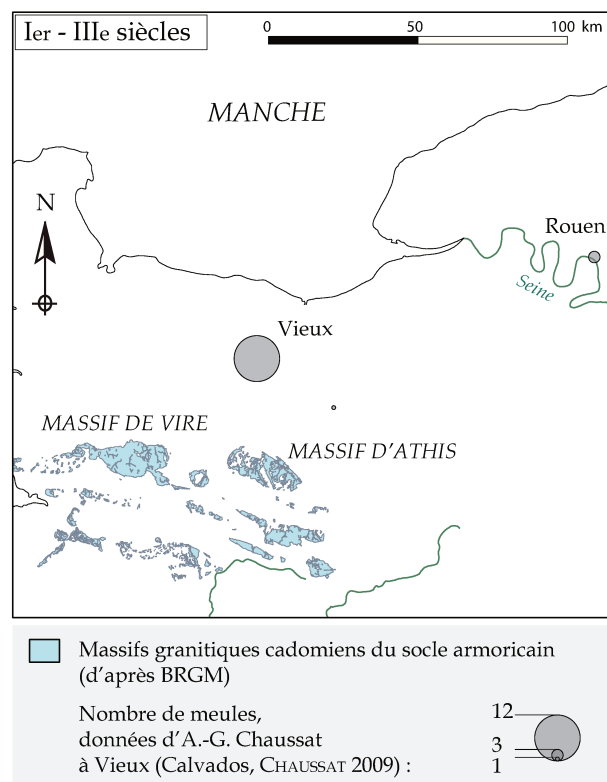 Ier - IIIe siècles
0 50 100 km
MANCHE
N
Rouen
Seine
Vieux
MASSIF DE VIRE
MASSIF D'ATHIS
Massifs granitiques cadomiens du socle armoricain
(d'après BRGM)
Nombre de meules,
données d'A.-G. Chaussat
à Vieux (Calvados, CHAUSSAT 2009) :
12
3
1